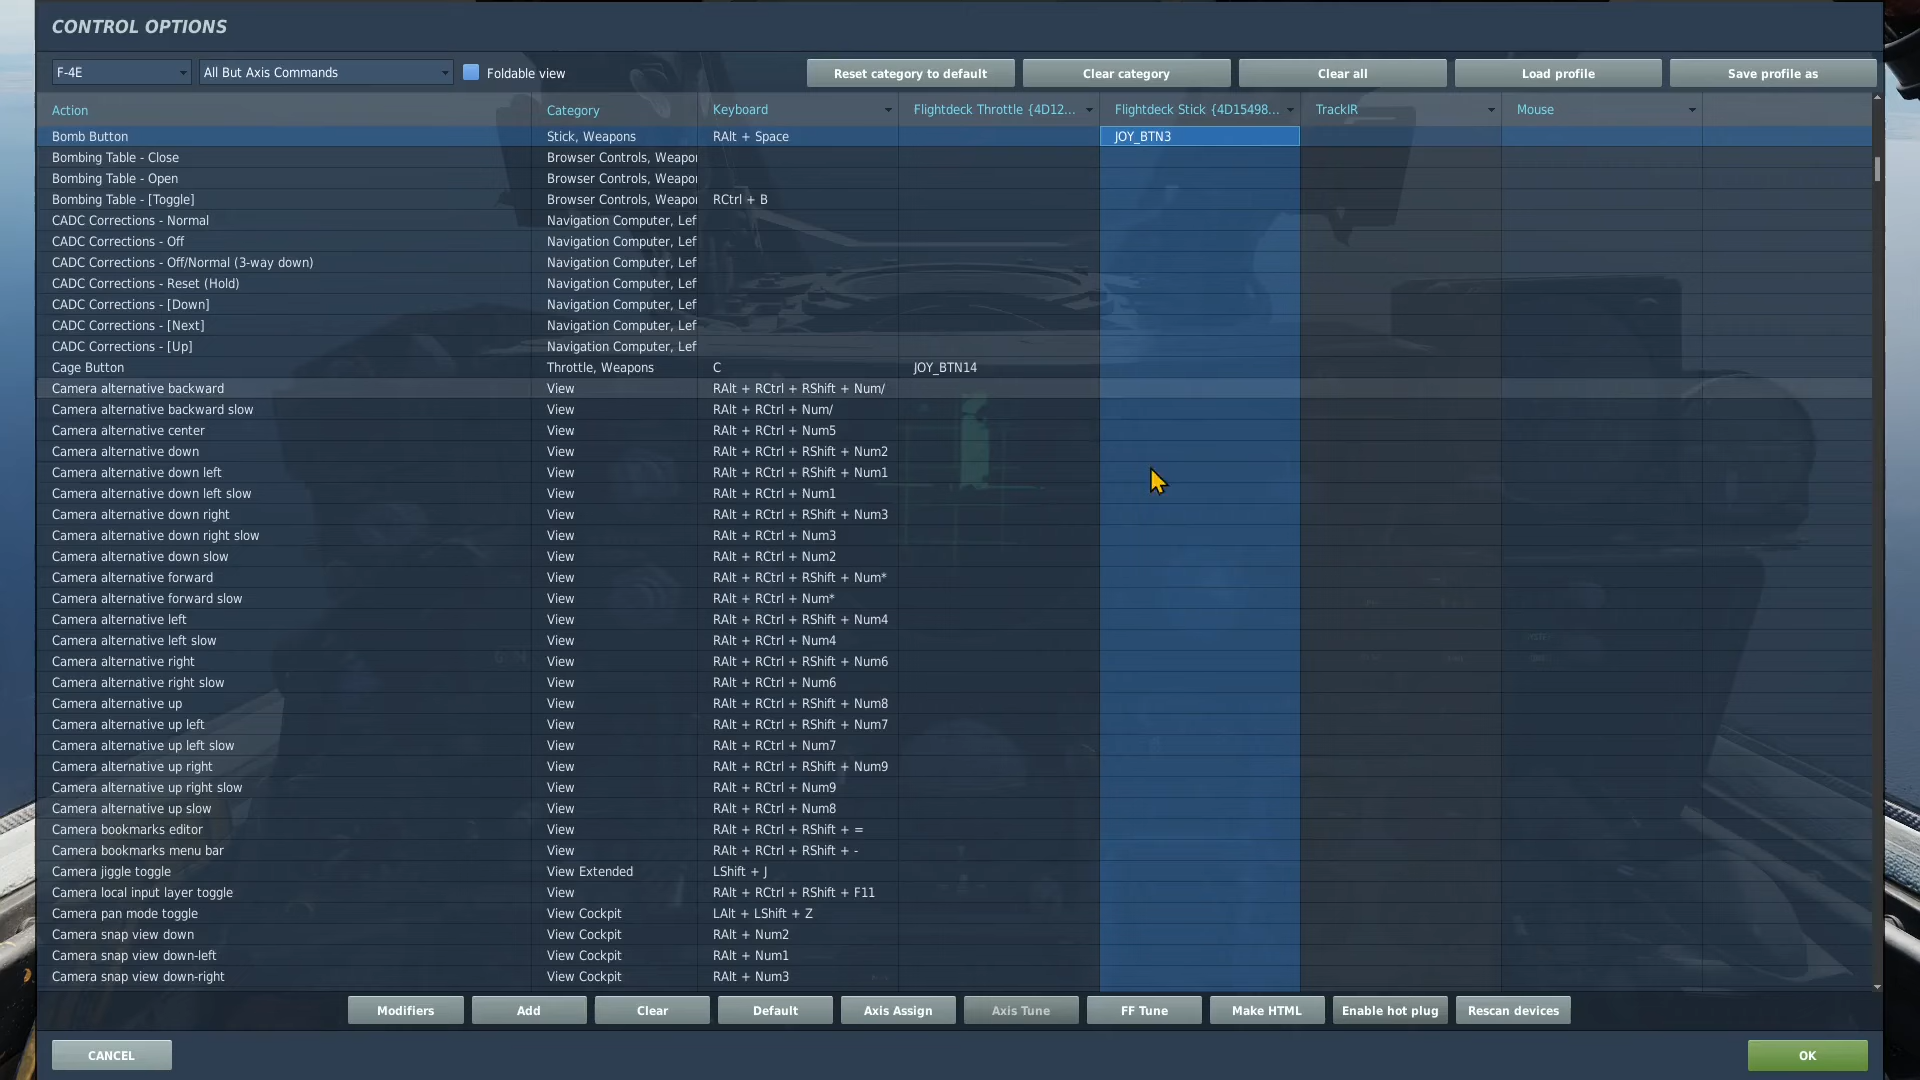 CONTROL OPTIONS
F-4E All But Axis Commands Foldable view Reset category to default Clear category Clear all Load profile Save profile as
Action Category Keyboard Flightdeck Throttle {4D12... Flightdeck Stick {4D15498... TrackIR Mouse
Bomb Button Stick, Weapons RAlt + Space JOY_BTN3
Bombing Table - Close Browser Controls, Weapo
Bombing Table - Open Browser Controls, Weapo
Bombing Table - [Toggle] Browser Controls, Weapo RCtrl + B
CADC Corrections - Normal Navigation Computer, Lef
CADC Corrections - Off Navigation Computer, Lef
CADC Corrections - Off/Normal (3-way down) Navigation Computer, Lef
CADC Corrections - Reset (Hold) Navigation Computer, Lef
CADC Corrections - [Down] Navigation Computer, Lef
CADC Corrections - [Next] Navigation Computer, Lef
CADC Corrections - [Up] Navigation Computer, Lef
Cage Button Throttle, Weapons C JOY_BTN14
Camera alternative backward View RAlt + RCtrl + RShift + Num/
Camera alternative backward slow View RAlt + RCtrl + Num/
Camera alternative center View RAlt + RCtrl + Num5
Camera alternative down View RAlt + RCtrl + RShift + Num2
Camera alternative down left View RAlt + RCtrl + RShift + Num1
Camera alternative down left slow View RAlt + RCtrl + Num1
Camera alternative down right View RAlt + RCtrl + RShift + Num3
Camera alternative down right slow View RAlt + RCtrl + Num3
Camera alternative down slow View RAlt + RCtrl + Num2
Camera alternative forward View RAlt + RCtrl + RShift + Num*
Camera alternative forward slow View RAlt + RCtrl + Num*
Camera alternative left View RAlt + RCtrl + RShift + Num4
Camera alternative left slow View RAlt + RCtrl + Num4
Camera alternative right View RAlt + RCtrl + RShift + Num6
Camera alternative right slow View RAlt + RCtrl + Num6
Camera alternative up View RAlt + RCtrl + RShift + Num8
Camera alternative up left View RAlt + RCtrl + RShift + Num7
Camera alternative up left slow View RAlt + RCtrl + Num7
Camera alternative up right View RAlt + RCtrl + RShift + Num9
Camera alternative up right slow View RAlt + RCtrl + Num9
Camera alternative up slow View RAlt + RCtrl + Num8
Camera bookmarks editor View RAlt + RCtrl + RShift + =
Camera bookmarks menu bar View RAlt + RCtrl + RShift + -
Camera jiggle toggle View Extended LShift + J
Camera local input layer toggle View RAlt + RCtrl + RShift + F11
Camera pan mode toggle View Cockpit LAlt + LShift + Z
Camera snap view down View Cockpit RAlt + Num2
Camera snap view down-left View Cockpit RAlt + Num1
Camera snap view down-right View Cockpit RAlt + Num3
Modifiers Add Clear Default Axis Assign Axis Tune FF Tune Make HTML Enable hot plug Rescan devices
CANCEL OK